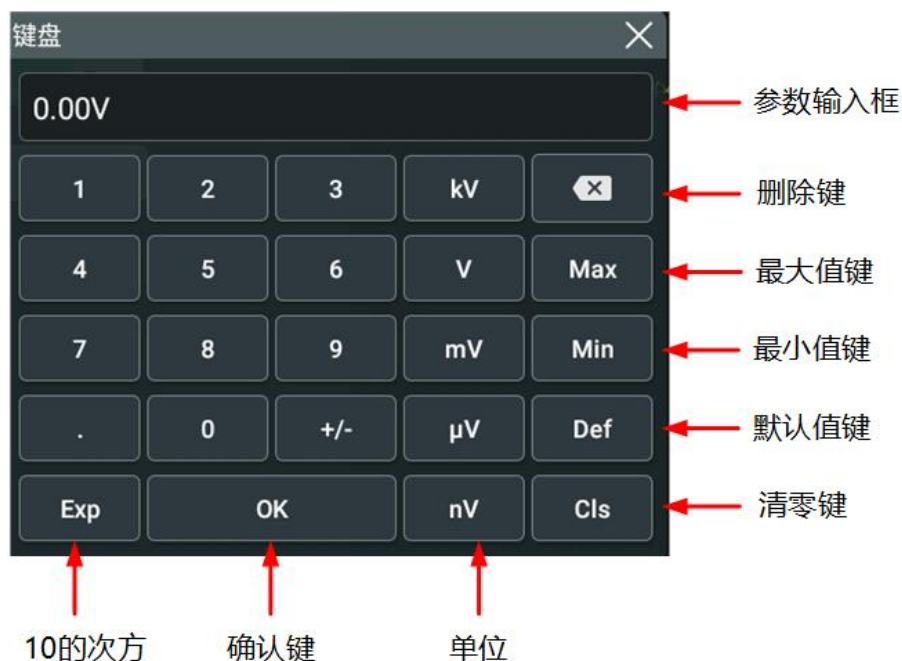 键盘
0.00V
参数输入框
1 2 3 kV
删除键
4 5 6 V Max
最大值键
7 8 9 mV Min
最小值键
. 0 +/- μV Def
默认值键
Exp OK nV Cls
清零键
10的次方 确认键 单位